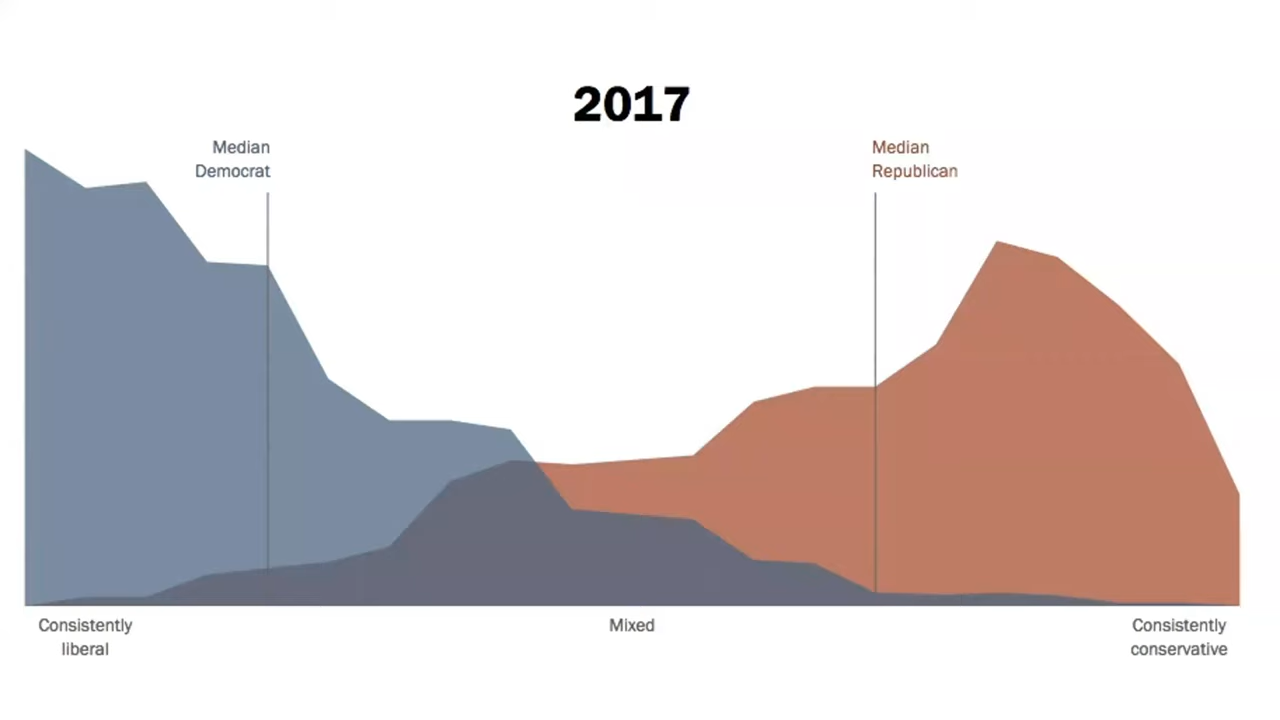 2017
Median
Democrat
Median
Republican
Consistently
liberal
Mixed
Consistently
conservative